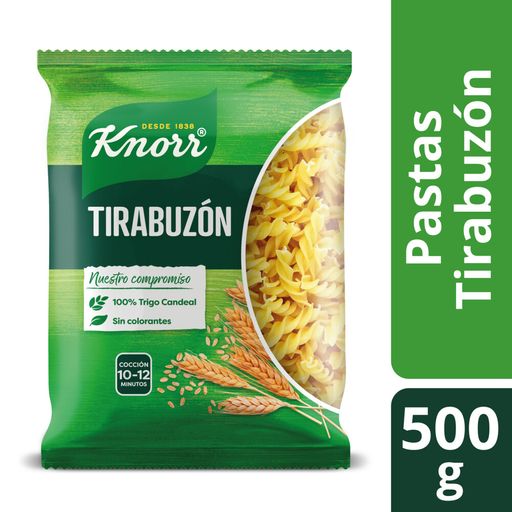 DESDE 1838
Knorr®
TIRABUZÓN
Nuestro compromiso
100% Trigo Candeal
Sin colorantes
COCCIÓN
10-12
MINUTOS
Pastas
Tirabuzón
500
g